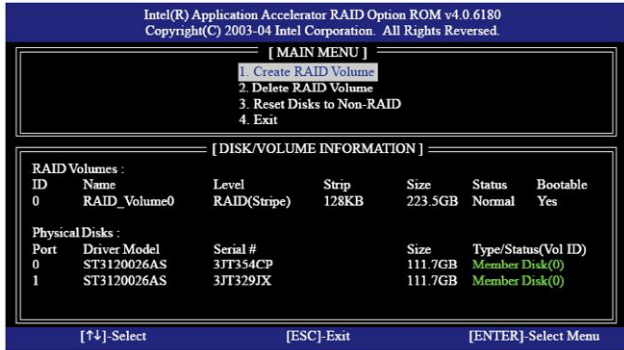 Intel(R) Application Accelerator RAID Option ROM v4.0.6180
Copyright(C) 2003-04 Intel Corporation. All Rights Reversed.
[ MAIN MENU ]
1. Create RAID Volume
2. Delete RAID Volume
3. Reset Disks to Non-RAID
4. Exit
[ DISK/VOLUME INFORMATION ]
RAID Volumes :
ID Name Level Strip Size Status Bootable
0 RAID_Volume0 RAID(Stripe) 128KB 223.5GB Normal Yes
Physical Disks :
Port Driver Model Serial # Size Type/Status(Vol ID)
0 ST3120026AS 3JT354CP 111.7GB Member Disk(0)
1 ST3120026AS 3JT329JX 111.7GB Member Disk(0)
[↑↓]-Select [ESC]-Exit [ENTER]-Select Menu